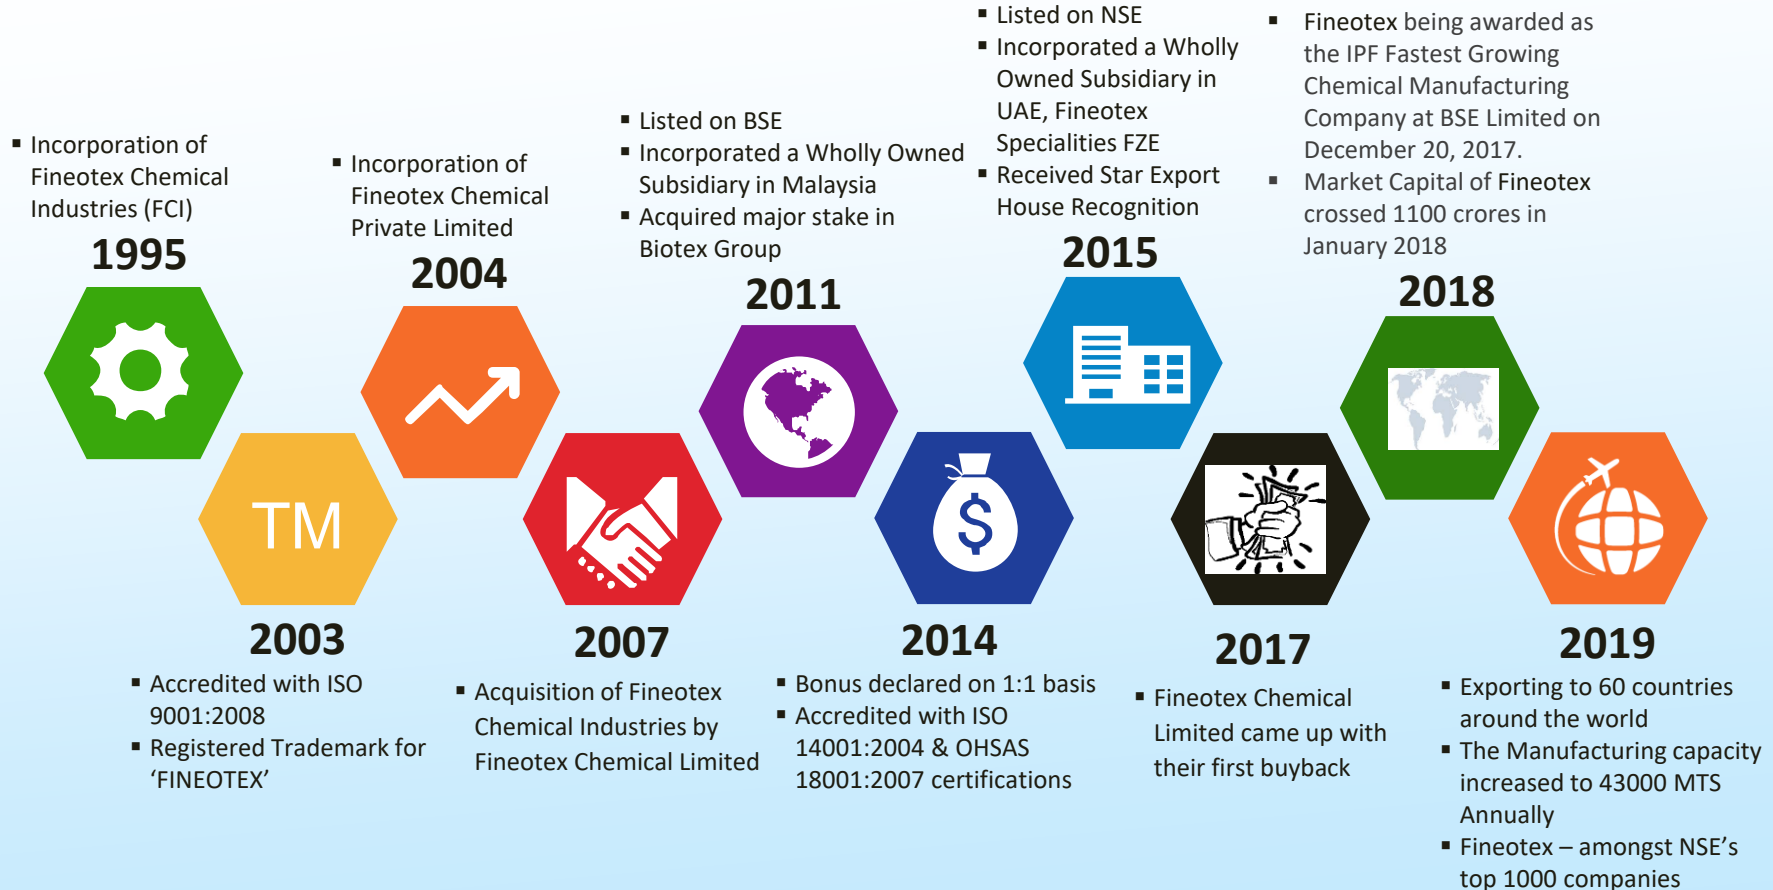 ▪ Incorporation of
Fineotex Chemical
Industries (FCI)
1995
TM
2003
▪ Accredited with ISO
9001:2008
▪ Registered Trademark for
‘FINEOTEX’
▪ Incorporation of
Fineotex Chemical
Private Limited
2004
2007
▪ Acquisition of Fineotex
Chemical Industries by
Fineotex Chemical Limited
▪ Listed on BSE
▪ Incorporated a Wholly Owned
Subsidiary in Malaysia
▪ Acquired major stake in
Biotex Group
2011
$
2014
▪ Bonus declared on 1:1 basis
▪ Accredited with ISO
14001:2004 & OHSAS
18001:2007 certifications
▪ Listed on NSE
▪ Incorporated a Wholly
Owned Subsidiary in
UAE, Fineotex
Specialities FZE
▪ Received Star Export
House Recognition
2015
2017
▪ Fineotex Chemical
Limited came up with
their first buyback
▪ Fineotex being awarded as
the IPF Fastest Growing
Chemical Manufacturing
Company at BSE Limited on
December 20, 2017.
▪ Market Capital of Fineotex
crossed 1100 crores in
January 2018
2018
2019
▪ Exporting to 60 countries
around the world
▪ The Manufacturing capacity
increased to 43000 MTS
Annually
▪ Fineotex – amongst NSE’s
top 1000 companies